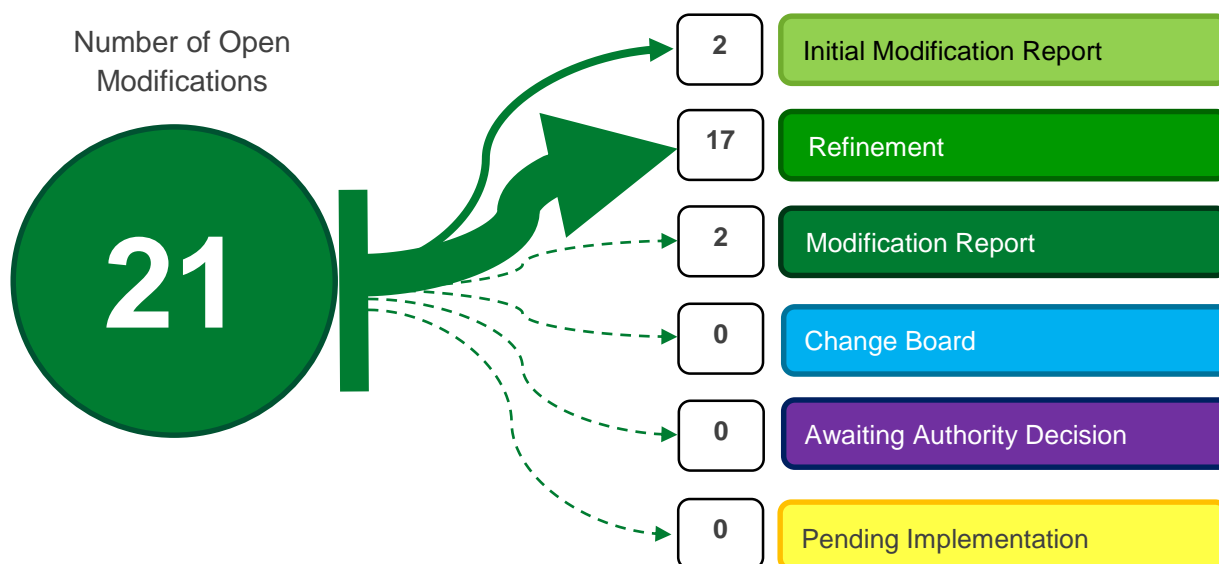 Number of Open
Modifications
21
2
Initial Modification Report
17
Refinement
2
Modification Report
0
Change Board
0
Awaiting Authority Decision
0
Pending Implementation